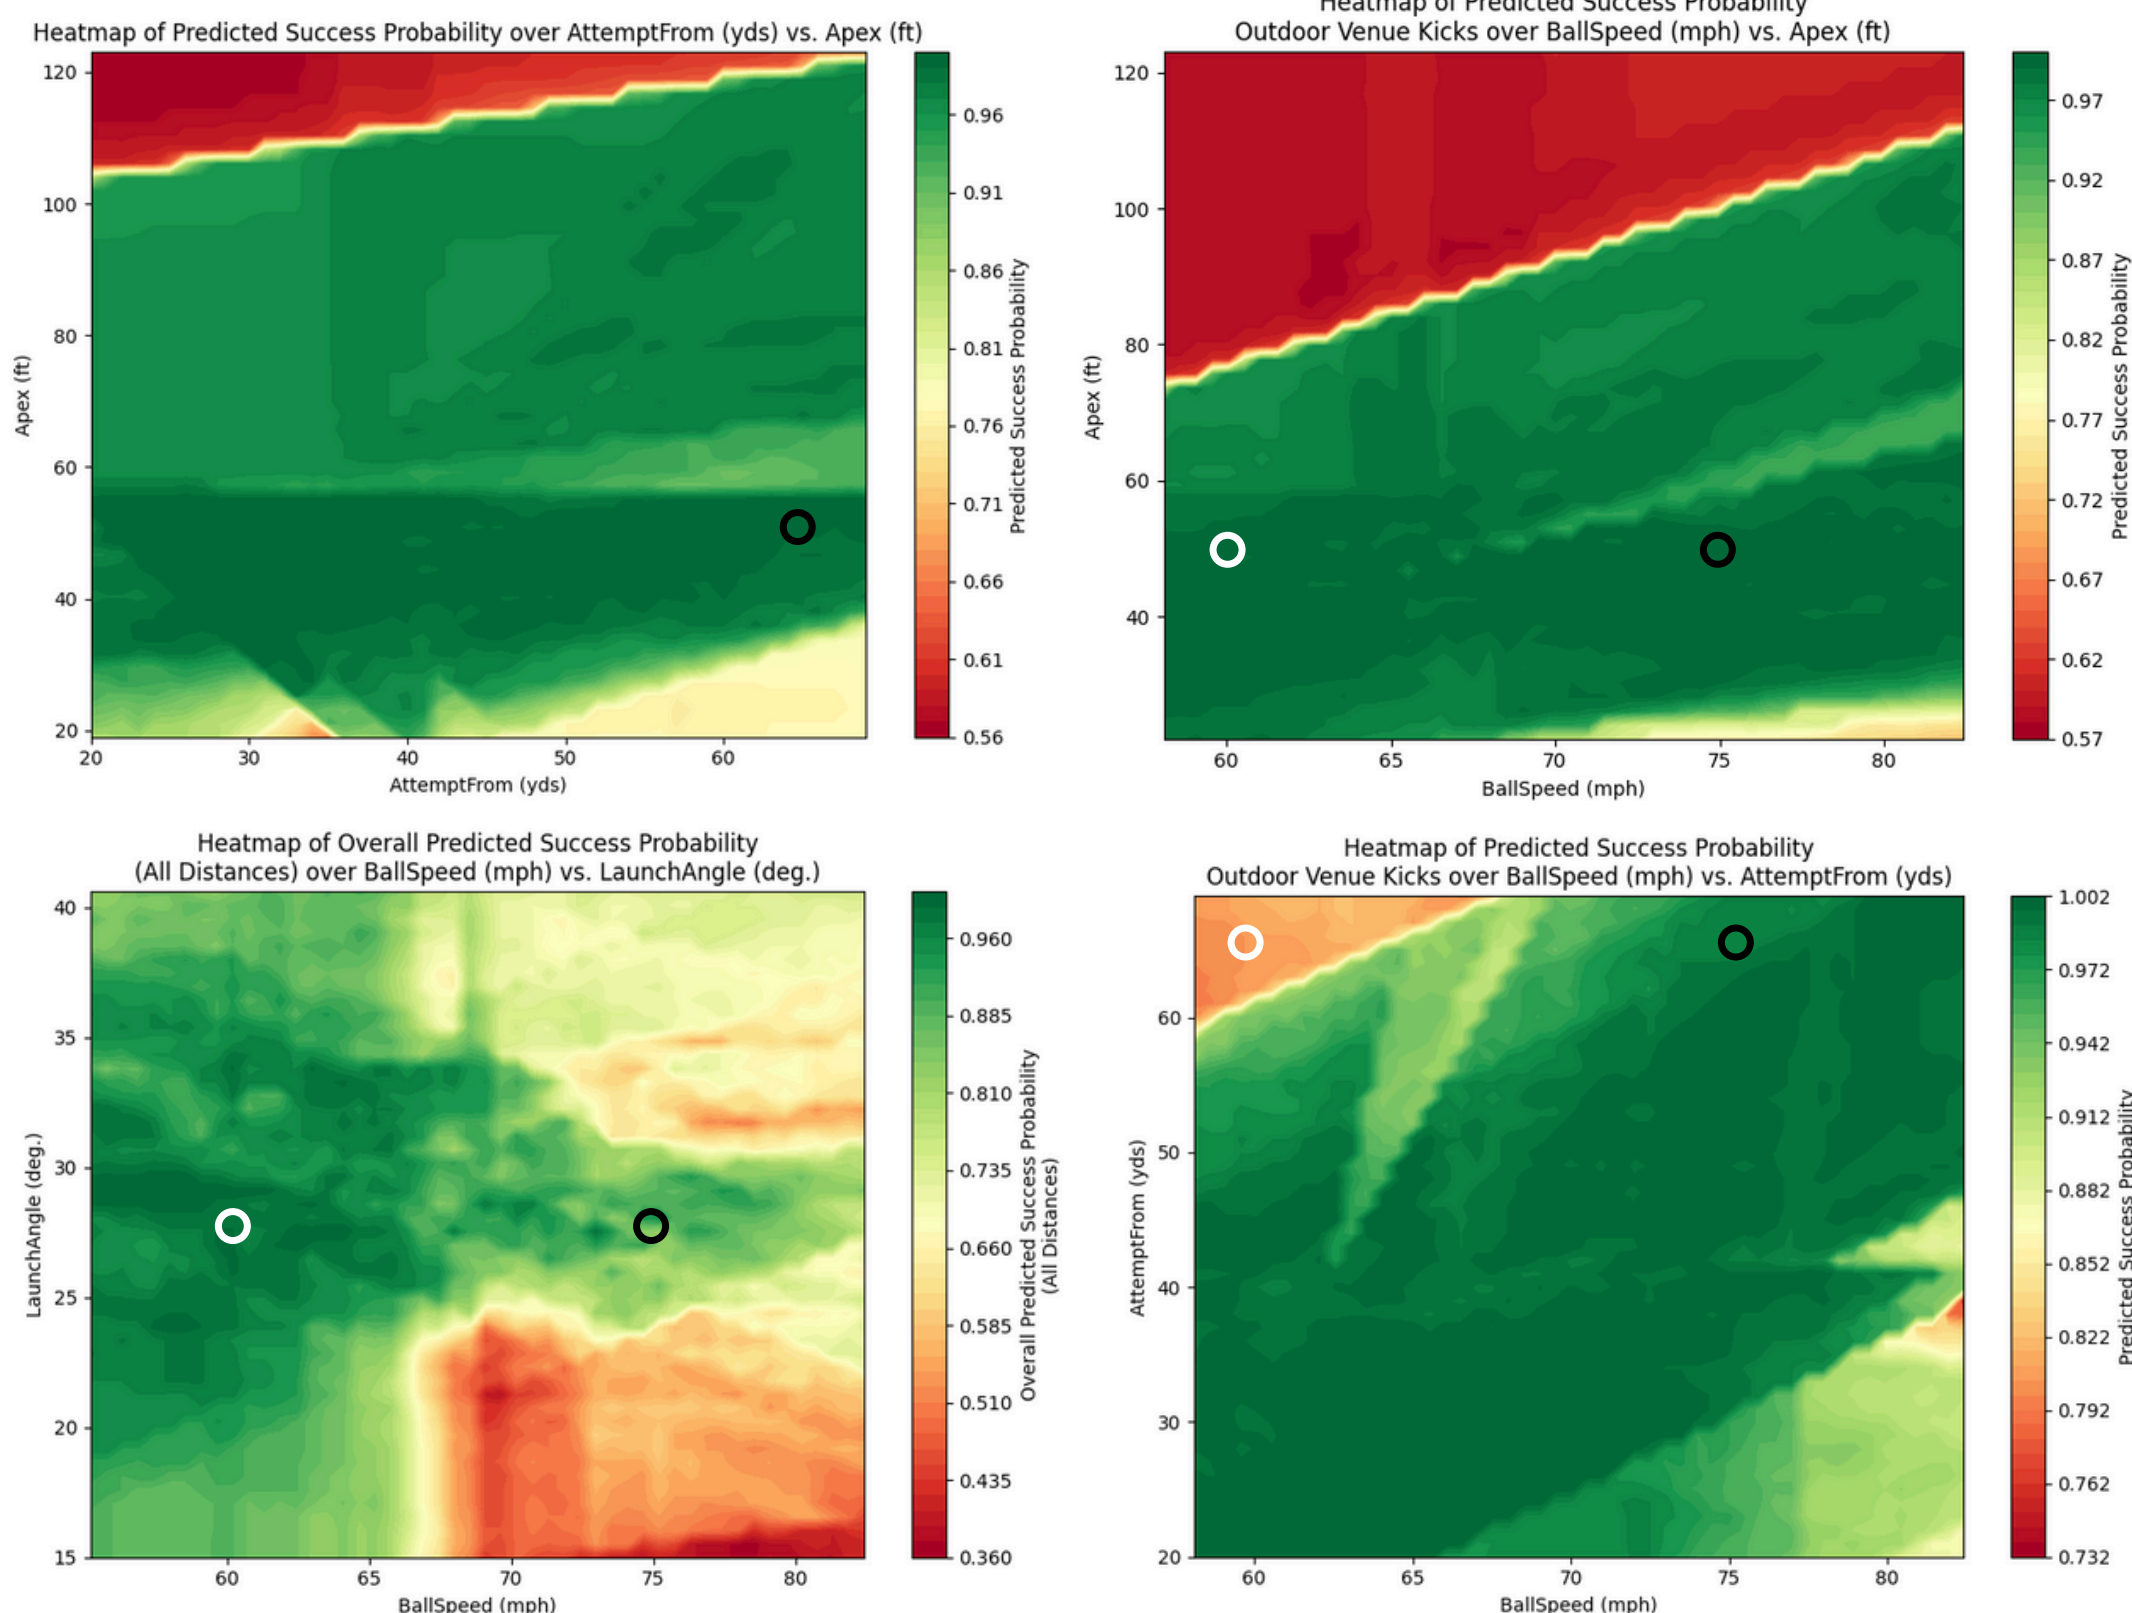 Heatmap of Predicted Success Probability over AttemptFrom (yds) vs. Apex (ft)
120
100
80
60
40
20
Apex (ft)
20 30 40 50 60
AttemptFrom (yds)
0.96
0.91
0.86
0.81
0.76
0.71
0.66
0.61
0.56
Predicted Success Probability
Heatmap of Predicted Success Probability
Outdoor Venue Kicks over BallSpeed (mph) vs. Apex (ft)
120
100
80
60
40
Apex (ft)
60 65 70 75 80
BallSpeed (mph)
0.97
0.92
0.87
0.82
0.77
0.72
0.67
0.62
0.57
Predicted Success Probability
Heatmap of Overall Predicted Success Probability
(All Distances) over BallSpeed (mph) vs. LaunchAngle (deg.)
40
35
30
25
20
15
LaunchAngle (deg.)
60 65 70 75 80
BallSpeed (mph)
0.960
0.885
0.810
0.735
0.660
0.585
0.510
0.435
0.360
Overall Predicted Success Probability
(All Distances)
Heatmap of Predicted Success Probability
Outdoor Venue Kicks over BallSpeed (mph) vs. AttemptFrom (yds)
60
50
40
30
20
AttemptFrom (yds)
60 65 70 75 80
BallSpeed (mph)
1.002
0.972
0.942
0.912
0.882
0.852
0.822
0.792
0.762
0.732
Predicted Success Probability